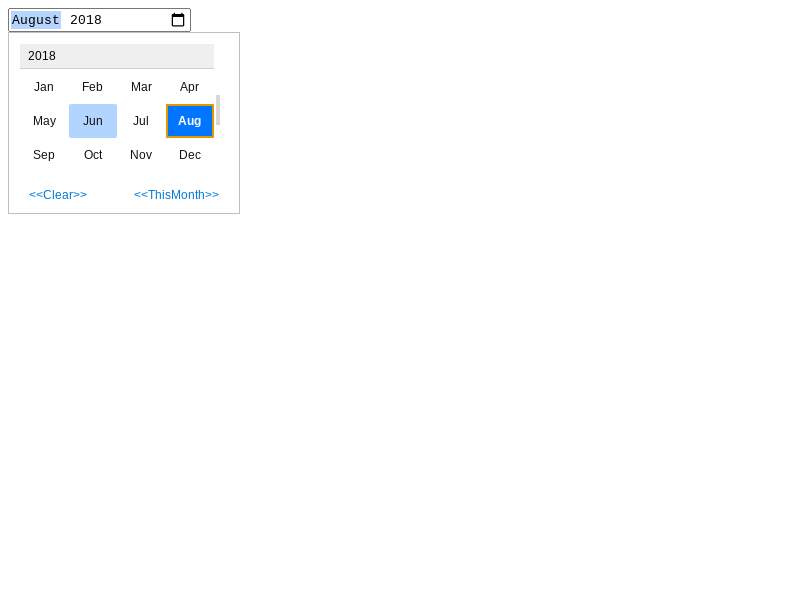 August 2018
2018
Jan Feb Mar Apr
May Jun Jul Aug
Sep Oct Nov Dec
<<Clear>> <<ThisMonth>>